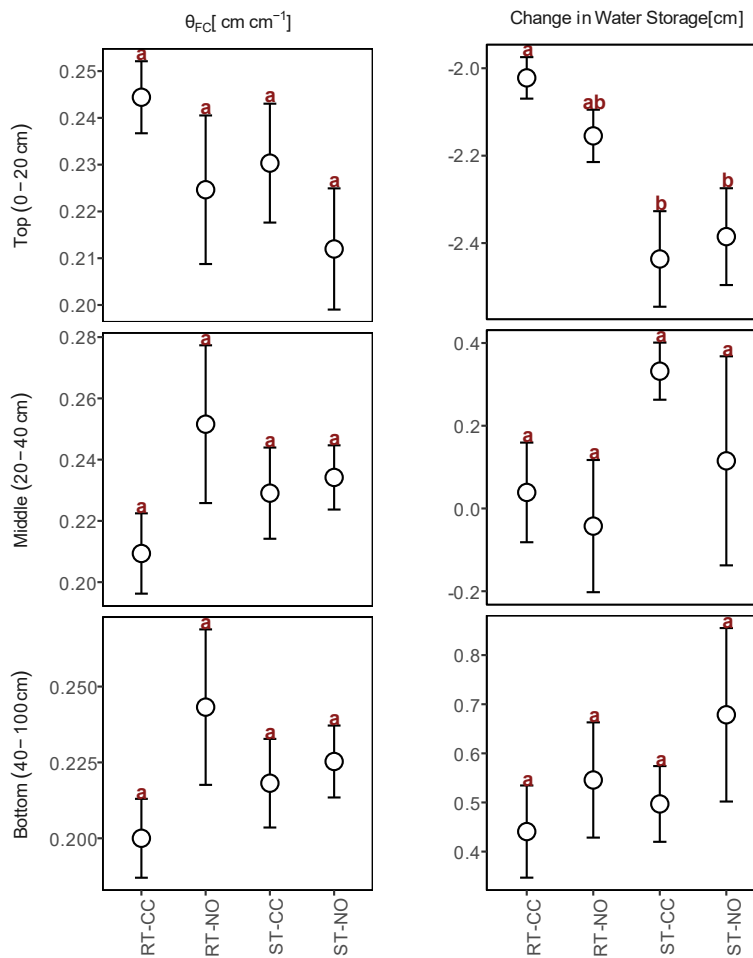 θFC[ cm cm−1]
Change in Water Storage[cm]
Top (0−20 cm)
0.25
0.24
0.23
0.22
0.21
0.20
a
a
a
a
-2.0
-2.2
-2.4
a
ab
b
b
Middle (20−40 cm)
0.28
0.26
0.24
0.22
0.20
a
a
a
a
0.4
0.2
0.0
-0.2
a
a
a
a
Bottom (40−100 cm)
0.250
0.225
0.200
a
a
a
a
0.8
0.7
0.6
0.5
0.4
a
a
a
a
RT-CC
RT-NO
ST-CC
ST-NO
RT-CC
RT-NO
ST-CC
ST-NO